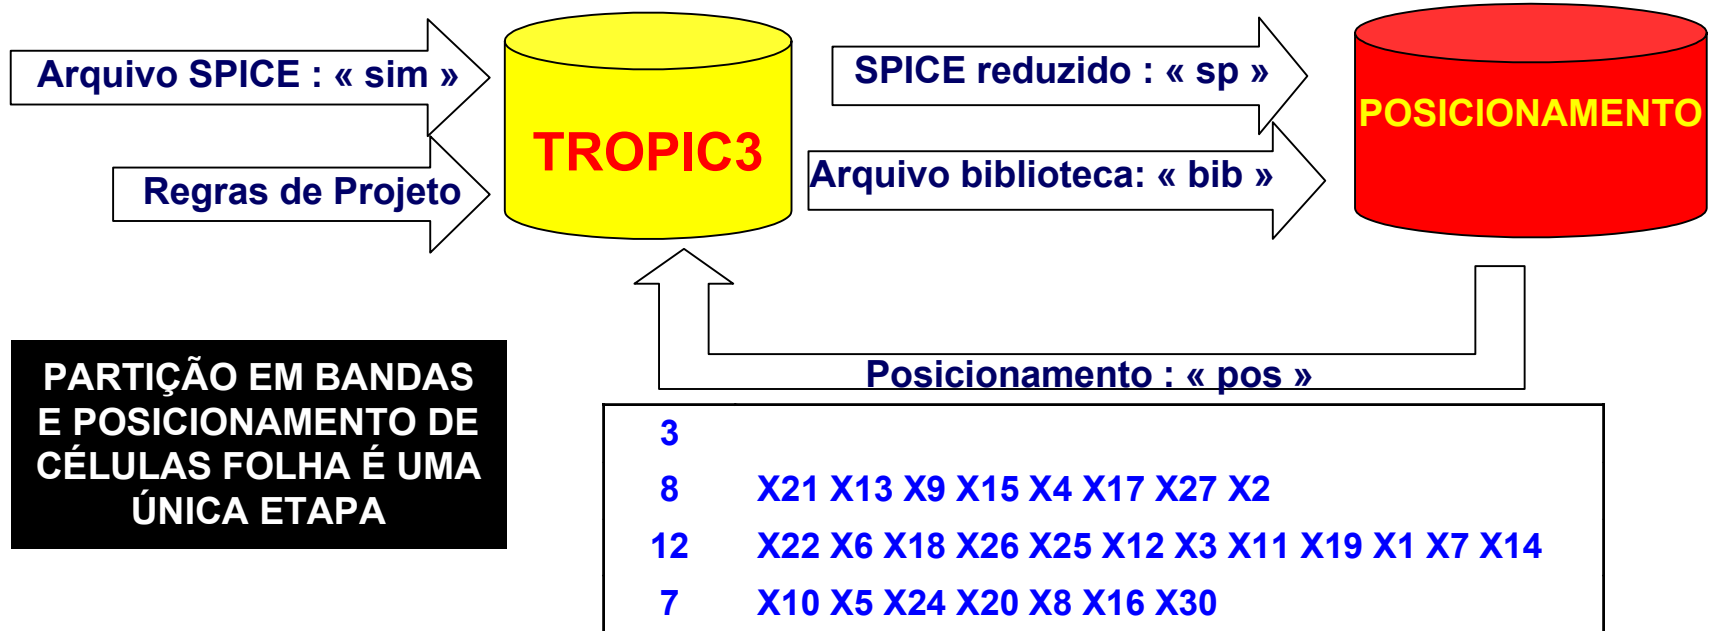 Arquivo SPICE : « sim »
Regras de Projeto
TROPIC3
SPICE reduzido : « sp »
Arquivo biblioteca: « bib »
POSICIONAMENTO
Posicionamento : « pos »
PARTIÇÃO EM BANDAS
E POSICIONAMENTO DE
CÉLULAS FOLHA É UMA
ÚNICA ETAPA
3
8 X21 X13 X9 X15 X4 X17 X27 X2
12 X22 X6 X18 X26 X25 X12 X3 X11 X19 X1 X7 X14
7 X10 X5 X24 X20 X8 X16 X30